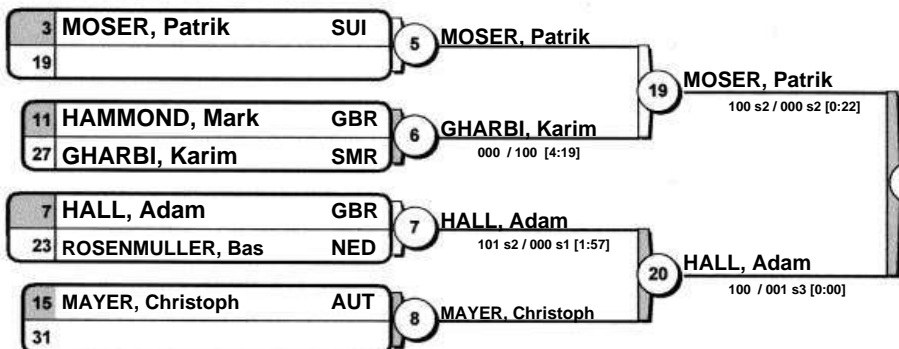 3 MOSER, Patrik SUI
19
5
MOSER, Patrik
11 HAMMOND, Mark GBR
27 GHARBI, Karim SMR
6
GHARBI, Karim
000 / 100 [4:19]
19
MOSER, Patrik
100 s2 / 000 s2 [0:22]
7 HALL, Adam GBR
23 ROSENMULLER, Bas NED
7
HALL, Adam
101 s2 / 000 s1 [1:57]
15 MAYER, Christoph AUT
31
8
MAYER, Christoph
20
HALL, Adam
100 / 001 s3 [0:00]